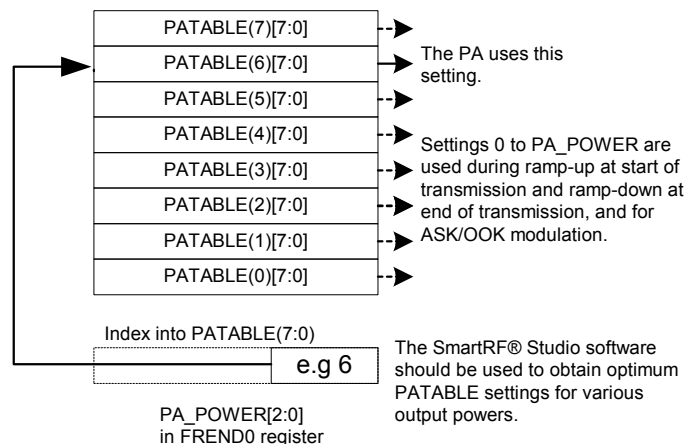 PATABLE(7)[7:0]
PATABLE(6)[7:0]
PATABLE(5)[7:0]
PATABLE(4)[7:0]
PATABLE(3)[7:0]
PATABLE(2)[7:0]
PATABLE(1)[7:0]
PATABLE(0)[7:0]
The PA uses this
setting.
Settings 0 to PA_POWER are
used during ramp-up at start of
transmission and ramp-down at
end of transmission, and for
ASK/OOK modulation.
Index into PATABLE(7:0)
e.g 6
PA_POWER[2:0]
in FREND0 register
The SmartRF® Studio software
should be used to obtain optimum
PATABLE settings for various
output powers.